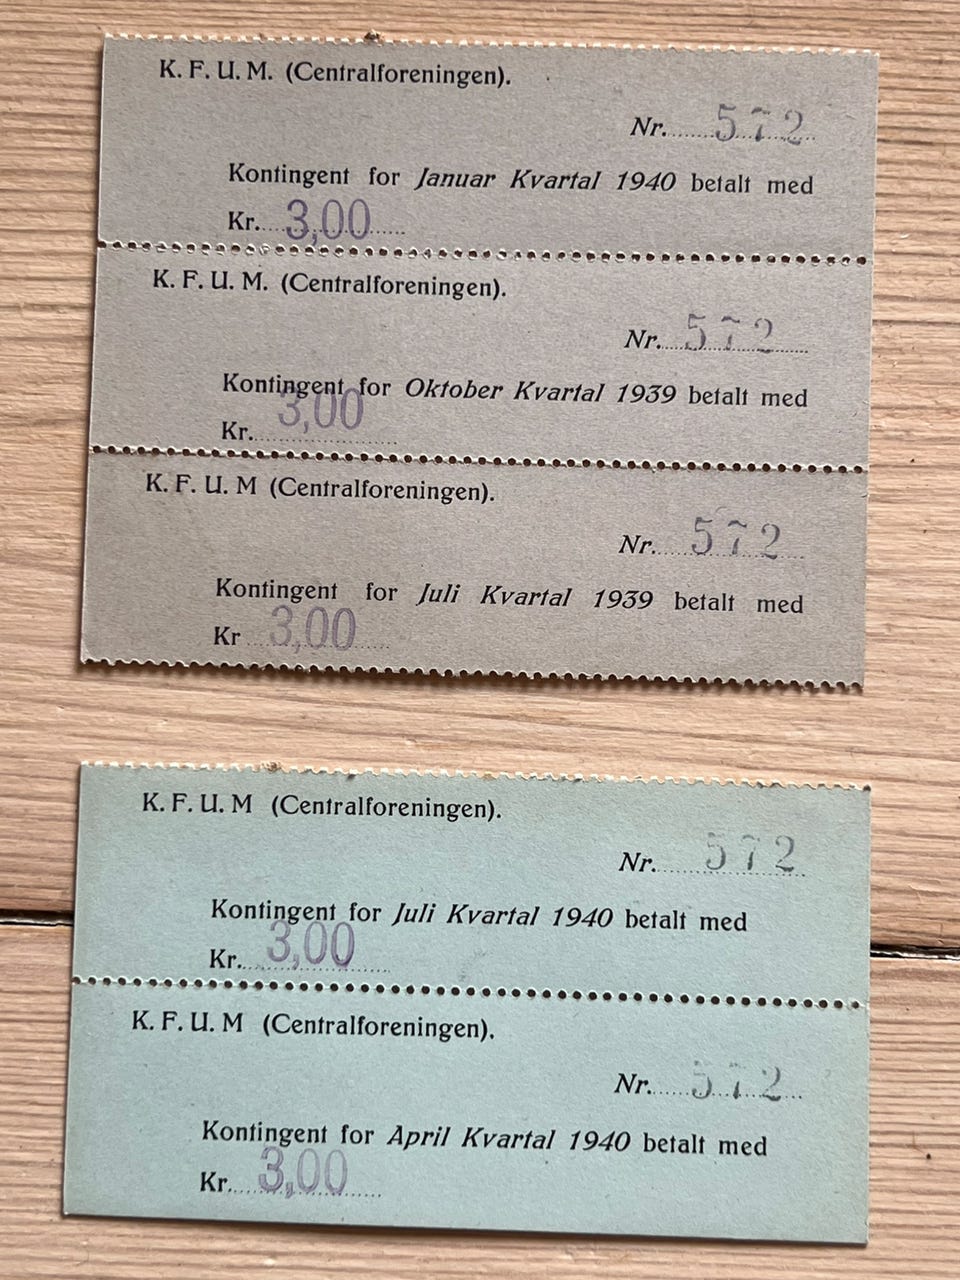 K. F. U. M. (Centralforeningen).
Nr. 572
Kontingent for Januar Kvartal 1940 betalt med
Kr. 3,00
K. F. U. M. (Centralforeningen).
Nr. 572
Kontingent for Oktober Kvartal 1939 betalt med
Kr. 3,00
K. F. U. M (Centralforeningen).
Nr. 572
Kontingent for Juli Kvartal 1939 betalt med
Kr 3,00
K. F. U. M (Centralforeningen).
Nr. 572
Kontingent for Juli Kvartal 1940 betalt med
Kr. 3,00
K. F. U. M (Centralforeningen).
Nr. 572
Kontingent for April Kvartal 1940 betalt med
Kr. 3,00